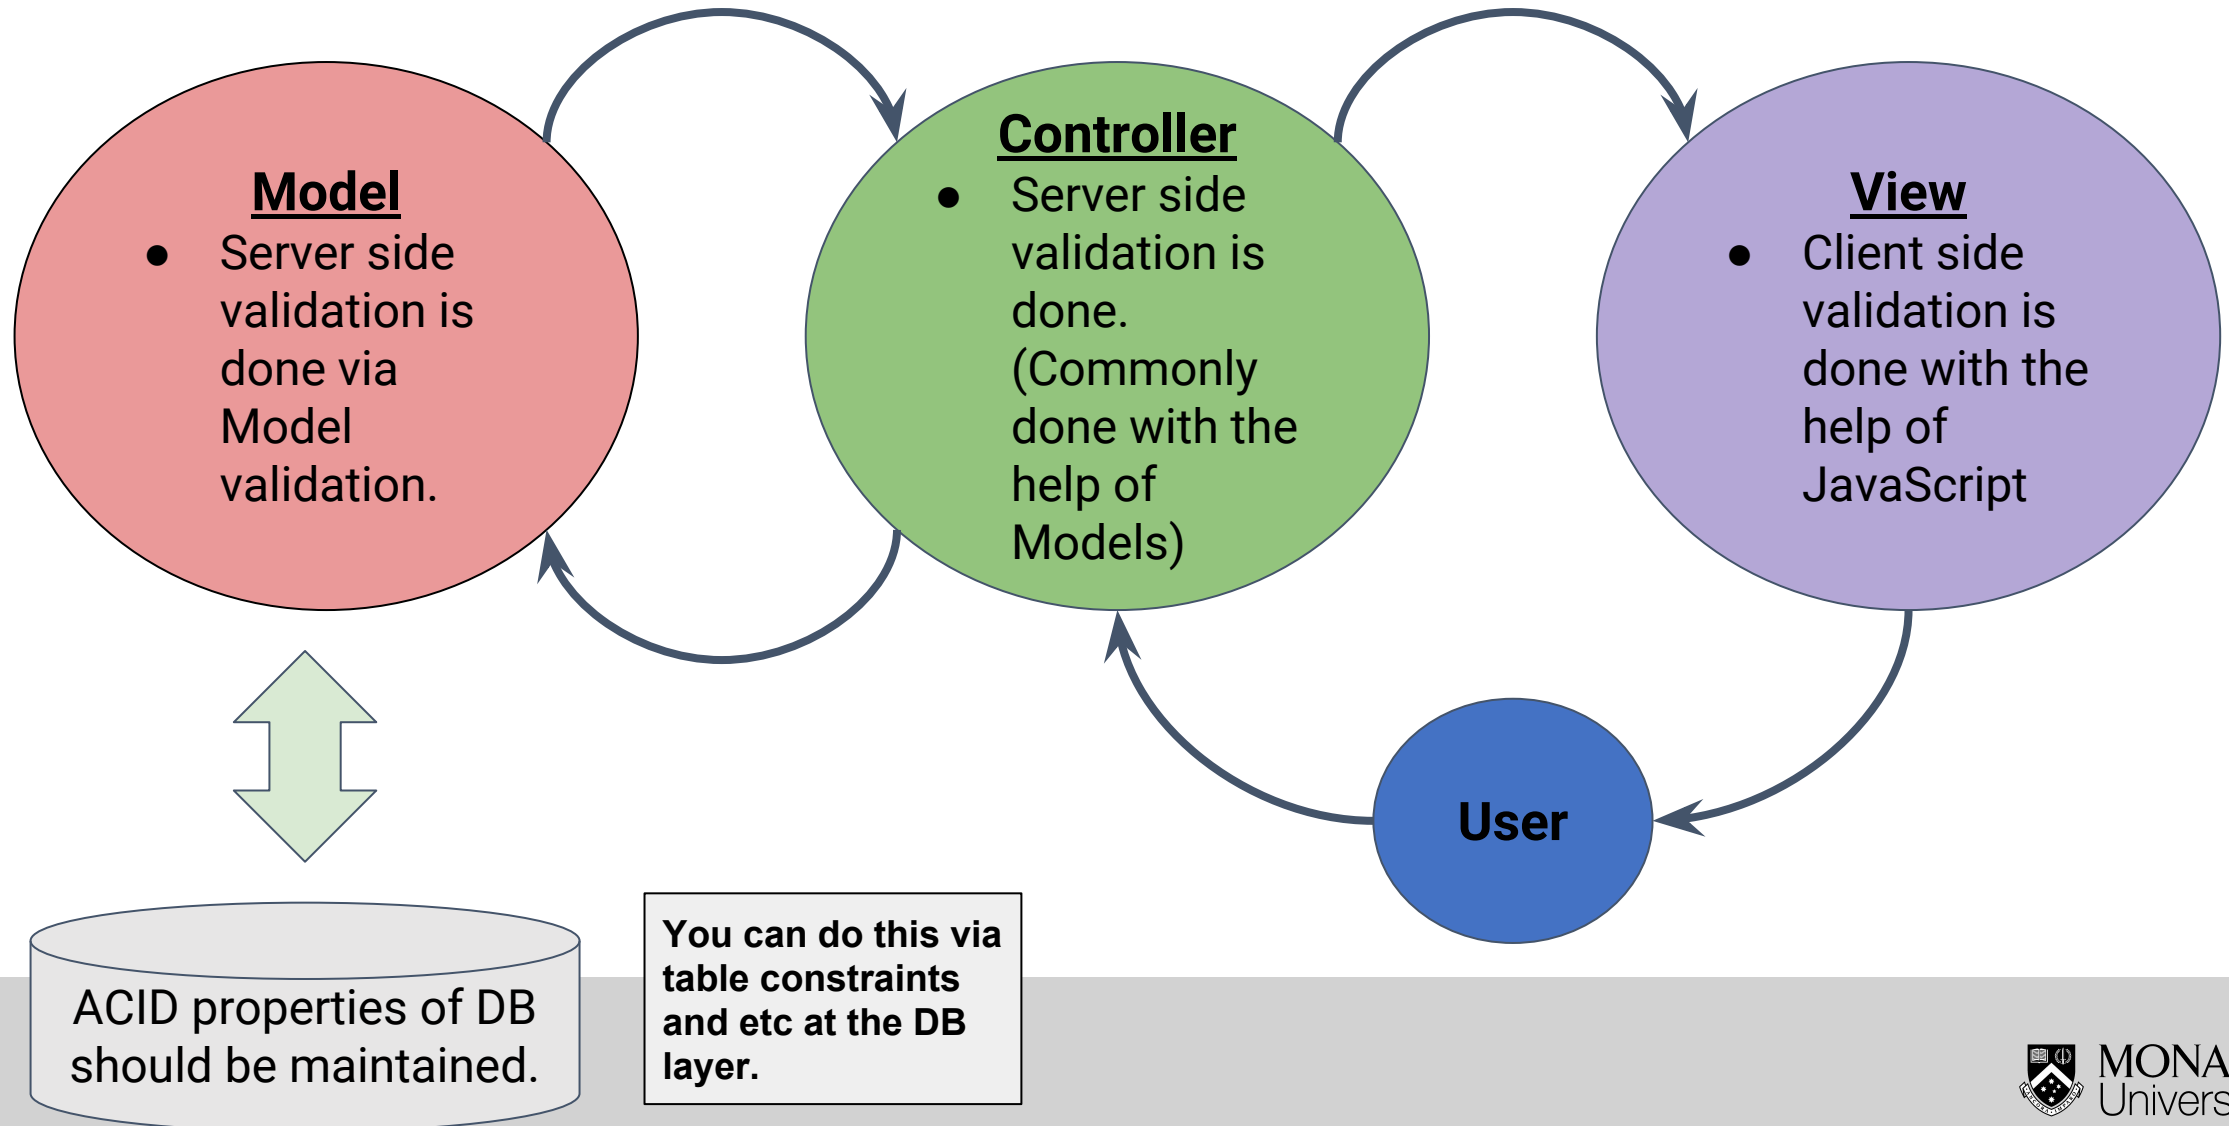 Model
● Server side
validation is
done via
Model
validation.
Controller
● Server side
validation is
done.
(Commonly
done with the
help of
Models)
View
● Client side
validation is
done with the
help of
JavaScript
User
ACID properties of DB
should be maintained.
You can do this via
table constraints
and etc at the DB
layer.
MONA
Univers